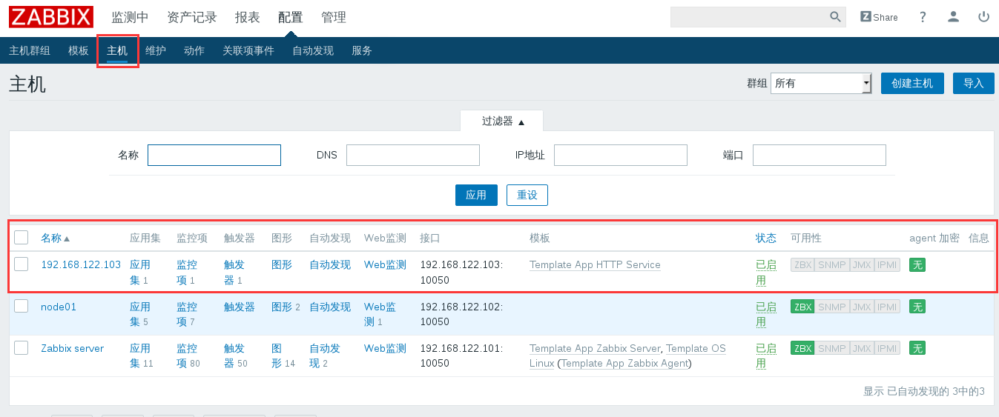 ZABBIX 监测中 资产记录 报表 配置 管理 Z Share ?
主机群组 模板 主机 维护 动作 关联项事件 自动发现 服务
主机 群组 所有 创建主机 导入
过滤器 ▲
名称 DNS IP地址 端口
应用 重设
名称 应用集 监控项 触发器 图形 自动发现 Web监测 接口 模板 状态 可用性 agent 加密 信息
192.168.122.103 应用 监控 触发 图形 自动发现 Web监测 192.168.122.103: Template App HTTP Service 已启 ZBX SNMP JMX IPMI 无
集 1 项 1 器 1 10050 用
node01 应用 监控 触发器 图形 2 自动发现 Web监 192.168.122.102: 已启 ZBX SNMP JMX IPMI 无
集 5 项 7 测 1 10050 用
Zabbix server 应用 监控 触发 图 自动发 Web监测 192.168.122.101: Template App Zabbix Server, Template OS 已启 ZBX SNMP JMX IPMI 无
集 11 项 80 器 50 形 14 现 2 10050 Linux (Template App Zabbix Agent) 用
显示 已自动发现的 3中的3